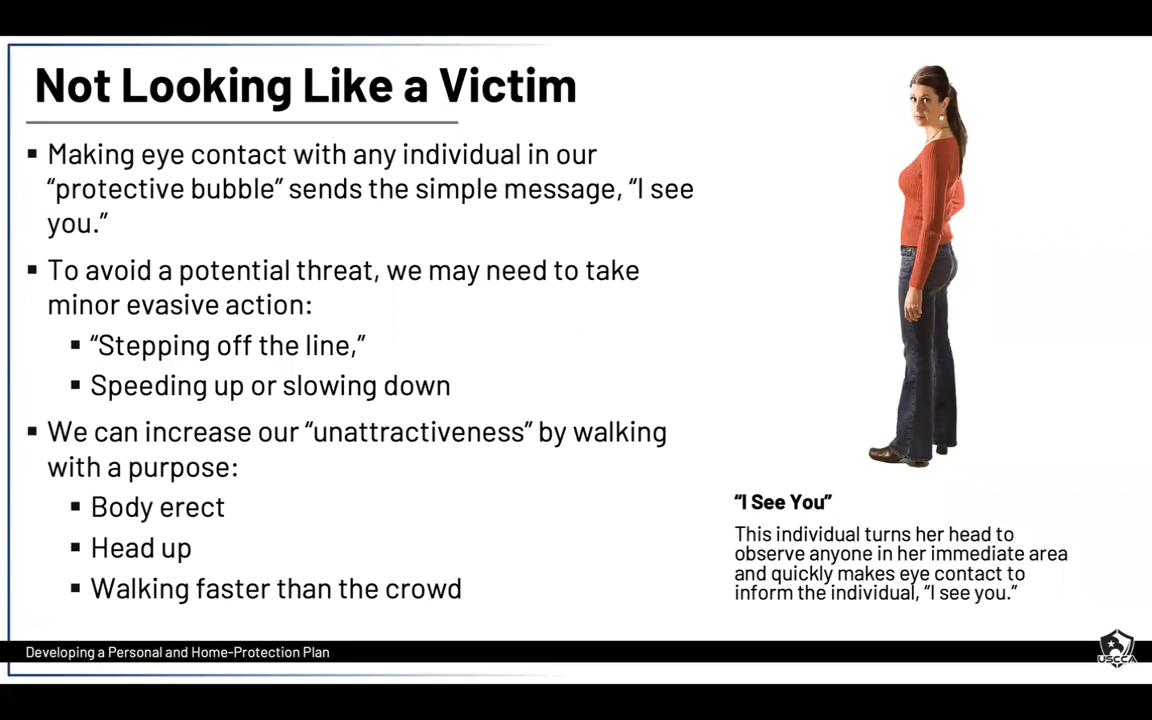 Not Looking Like a Victim
▪ Making eye contact with any individual in our
“protective bubble” sends the simple message, “I see
you.”
▪ To avoid a potential threat, we may need to take
minor evasive action:
▪ “Stepping off the line,”
▪ Speeding up or slowing down
▪ We can increase our “unattractiveness” by walking
with a purpose:
▪ Body erect
▪ Head up
▪ Walking faster than the crowd
“I See You”
This individual turns her head to
observe anyone in her immediate area
and quickly makes eye contact to
inform the individual, “I see you.”
Developing a Personal and Home-Protection Plan
USCCA